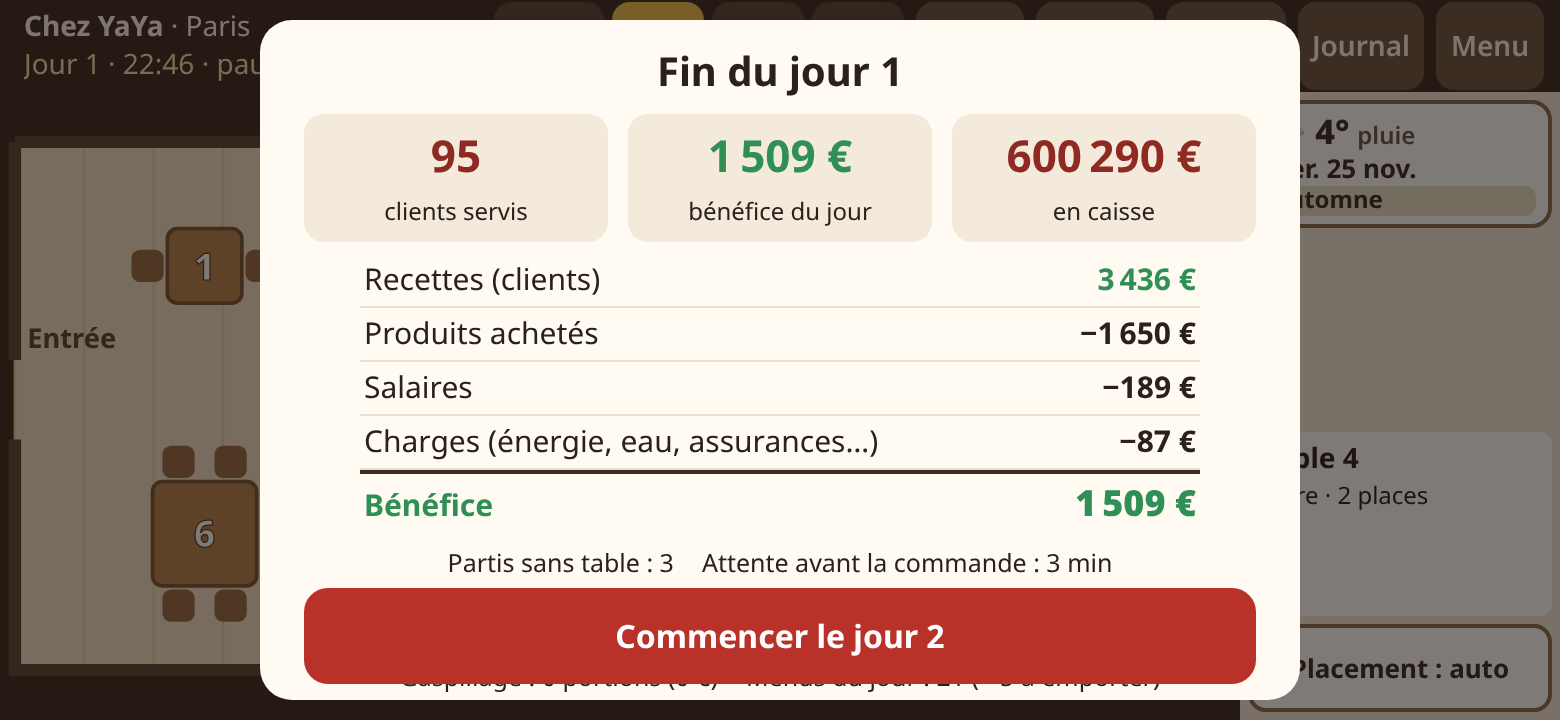 Chez YaYa · Paris
Jour 1 · 22:46 · pau
Journal
Menu
Fin du jour 1
95
clients servis
1 509 €
bénéfice du jour
600 290 €
en caisse
4° pluie
er. 25 nov.
utomne
Recettes (clients) 3 436 €
Produits achetés −1 650 €
Salaires −189 €
Charges (énergie, eau, assurances…) −87 €
Bénéfice 1 509 €
Partis sans table : 3 Attente avant la commande : 3 min
Commencer le jour 2
1
Entrée
6
ble 4
re · 2 places
Placement : auto